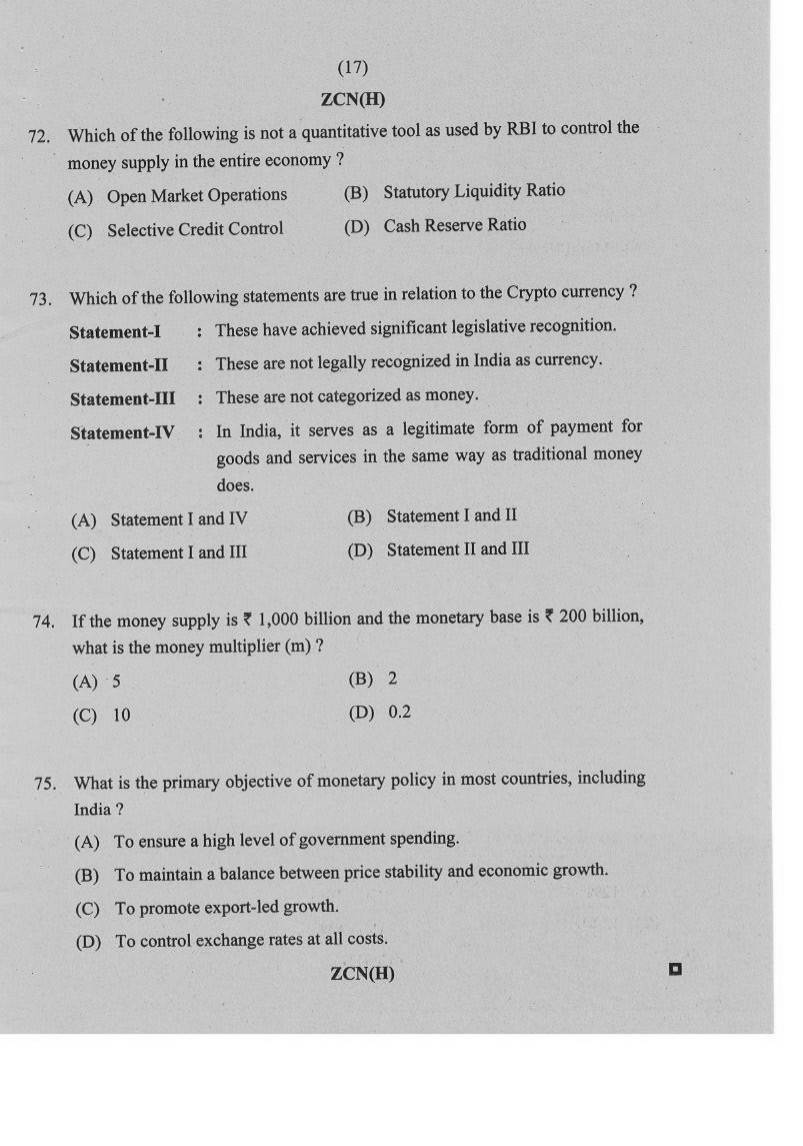 (17)
ZCN(H)
72. Which of the following is not a quantitative tool as used by RBI to control the
money supply in the entire economy ?
(A) Open Market Operations (B) Statutory Liquidity Ratio
(C) Selective Credit Control (D) Cash Reserve Ratio
73. Which of the following statements are true in relation to the Crypto currency ?
Statement-I : These have achieved significant legislative recognition.
Statement-II : These are not legally recognized in India as currency.
Statement-III : These are not categorized as money.
Statement-IV : In India, it serves as a legitimate form of payment for
goods and services in the same way as traditional money
does.
(A) Statement I and IV (B) Statement I and II
(C) Statement I and III (D) Statement II and III
74. If the money supply is ₹ 1,000 billion and the monetary base is ₹ 200 billion,
what is the money multiplier (m) ?
(A) 5 (B) 2
(C) 10 (D) 0.2
75. What is the primary objective of monetary policy in most countries, including
India ?
(A) To ensure a high level of government spending.
(B) To maintain a balance between price stability and economic growth.
(C) To promote export-led growth.
(D) To control exchange rates at all costs.
ZCN(H)